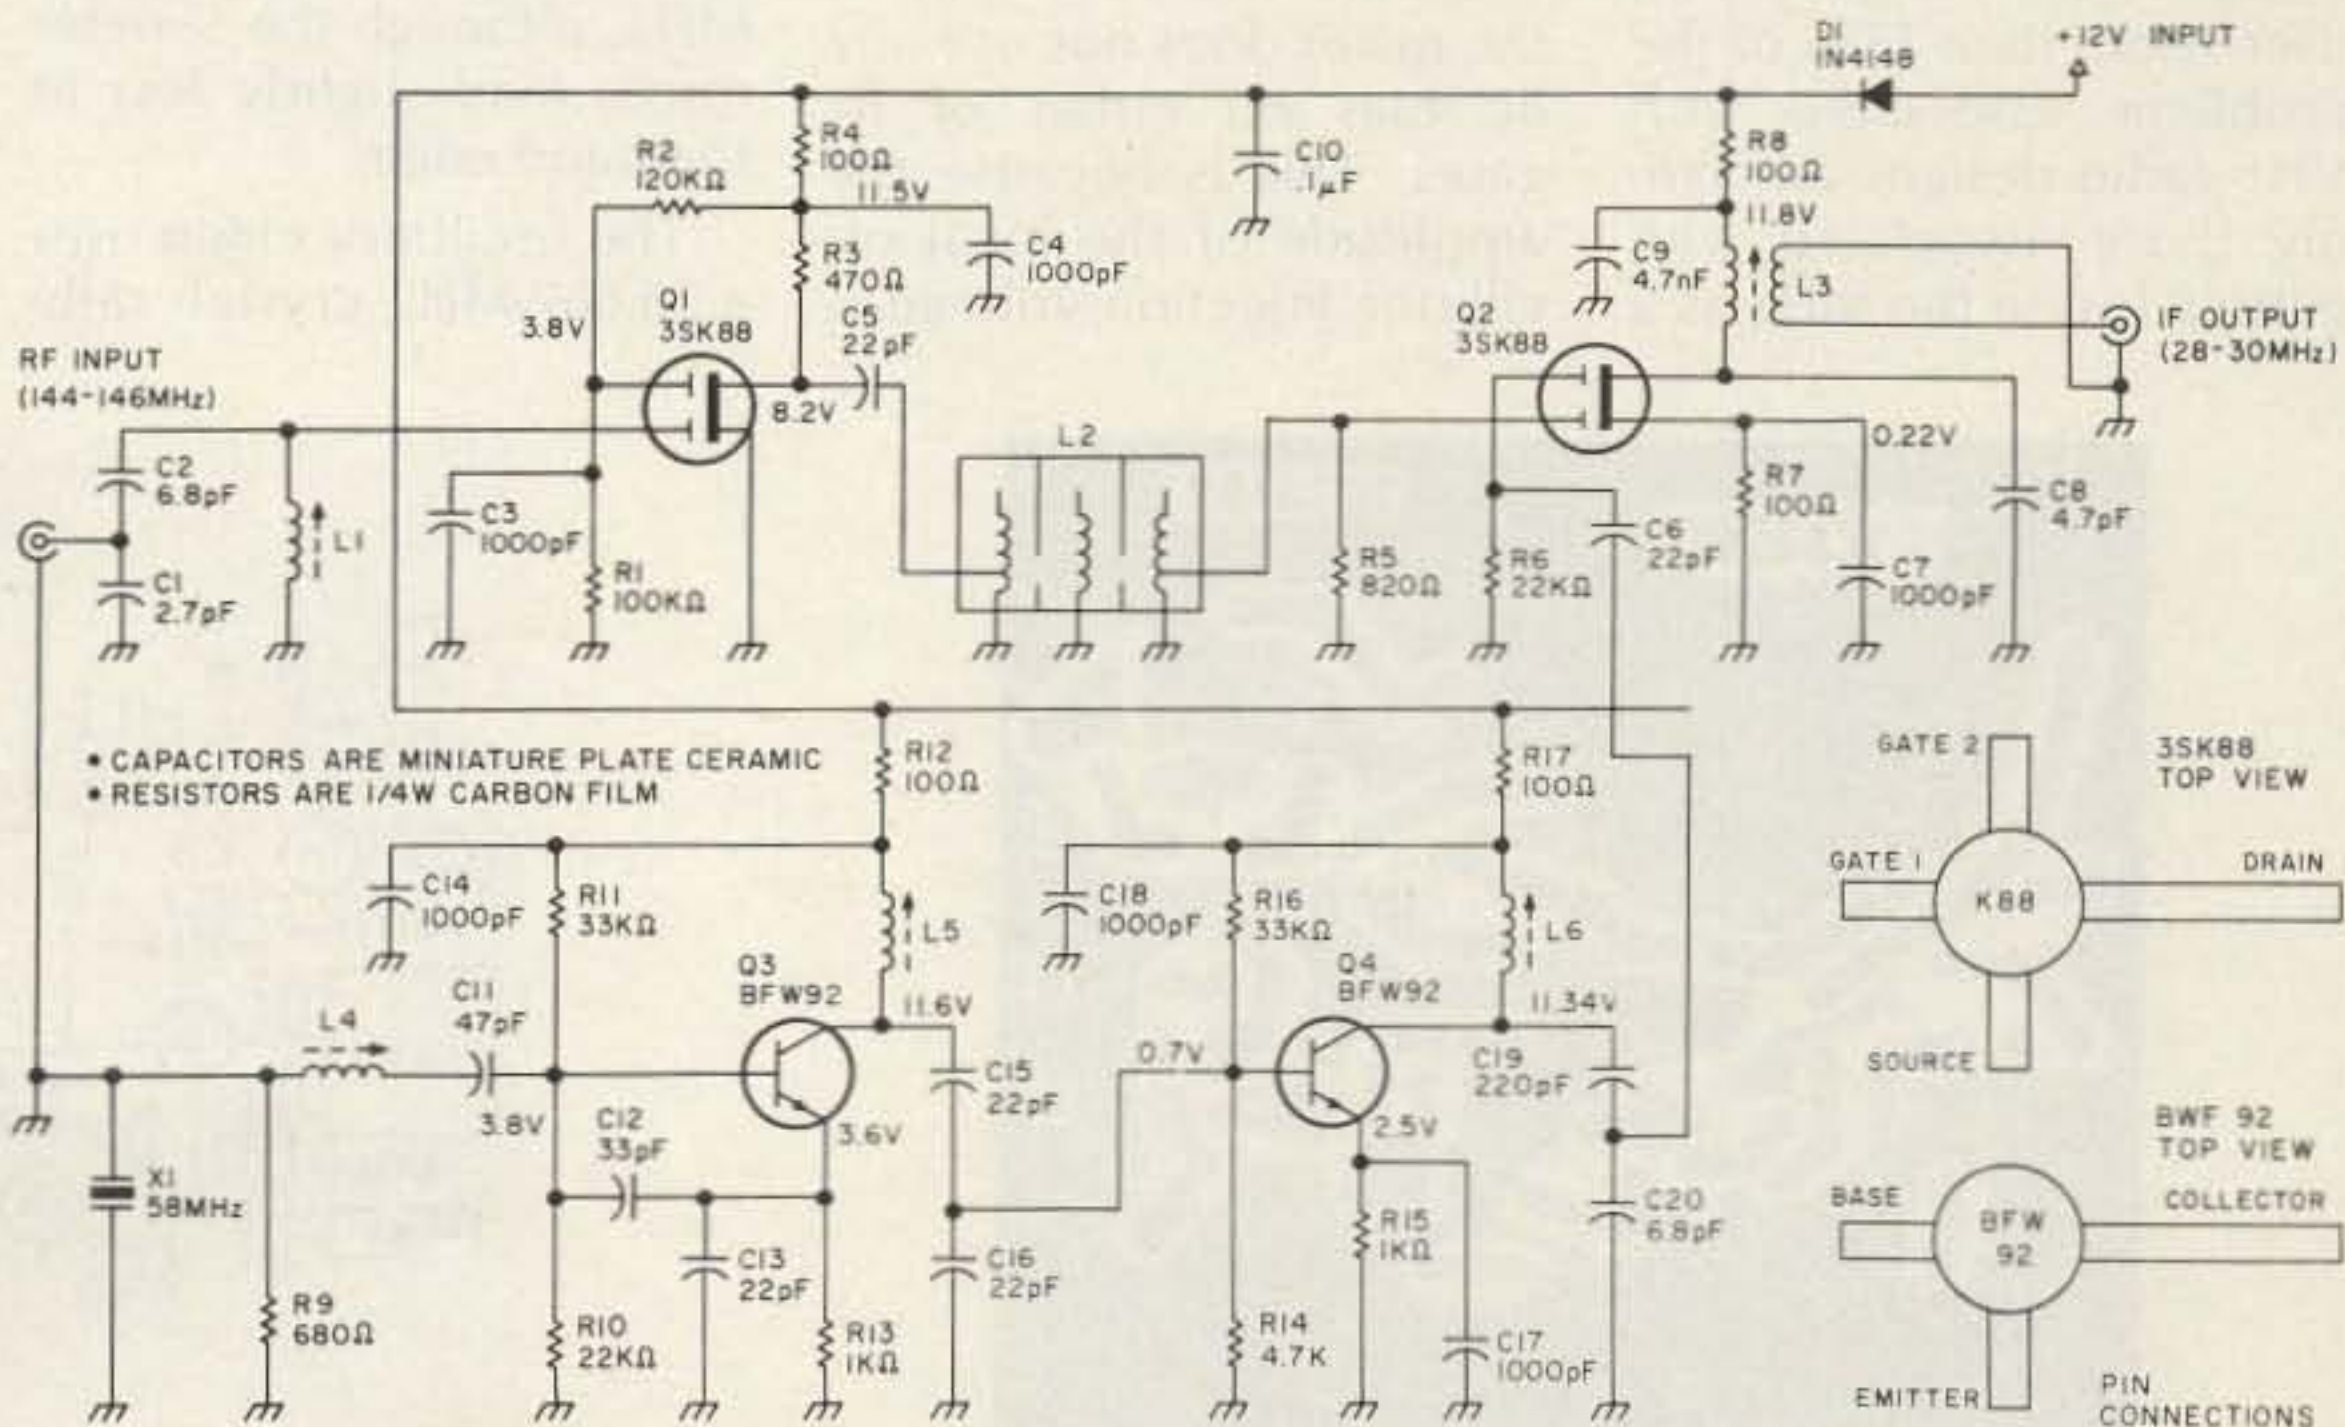 D1
1N4148
+12V INPUT
R4
100Ω
R2
120KΩ
11.5V
C10
.1µF
R8
100Ω
11.8V
R3
470Ω
C4
1000pF
C9
4.7nF
L3
Q1
3SK88
3.8V
C5
22pF
Q2
3SK88
IF OUTPUT
(28-30MHz)
RF INPUT
(144-146MHz)
8.2V
L2
0.22V
C2
6.8pF
L1
C3
1000pF
R1
100KΩ
C1
2.7pF
R5
820Ω
R6
22KΩ
C6
22pF
R7
100Ω
C7
1000pF
C8
4.7pF
• CAPACITORS ARE MINIATURE PLATE CERAMIC
• RESISTORS ARE 1/4W CARBON FILM
R12
100Ω
R17
100Ω
GATE 2
3SK88
TOP VIEW
GATE 1
DRAIN
K88
SOURCE
C14
1000pF
R11
33KΩ
L5
C18
1000pF
R16
33KΩ
L6
Q3
BFW92
11.6V
Q4
BFW92
11.34V
L4
C11
47pF
3.8V
C12
33pF
3.6V
C15
22pF
0.7V
2.5V
C19
220pF
X1
58MHz
R9
680Ω
R10
22KΩ
C13
22pF
R13
1KΩ
C16
22pF
R14
4.7K
R15
1KΩ
C17
1000pF
C20
6.8pF
BWF 92
TOP VIEW
BASE
COLLECTOR
BFW
92
EMITTER
PIN
CONNECTIONS